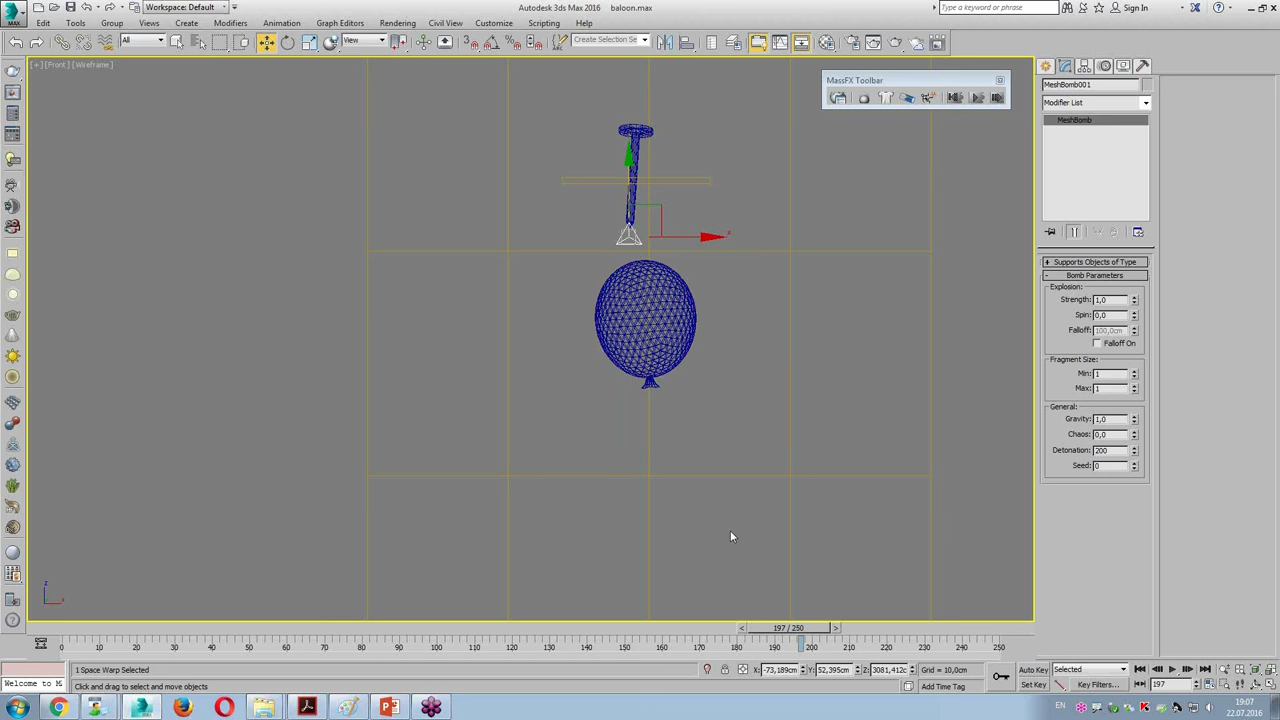 Workspace: Default
Autodesk 3ds Max 2016
baloon.max
Type a keyword or phrase
Sign In
MAX
Edit
Tools
Group
Views
Create
Modifiers
Animation
Graph Editors
Rendering
Civil View
Customize
Scripting
Help
All
View
Create Selection Se
[+] [Front] [Wireframe]
MassFX Toolbar
MeshBomb001
Modifier List
MeshBomb
+ Supports Objects of Type
- Bomb Parameters
Explosion:
Strength: 1,0
Spin: 0,0
Falloff: 100,0cm
Falloff On
Fragment Size:
Min: 1
Max: 1
General:
Gravity: 1,0
Chaos: 0,0
Detonation: 200
Seed: 0
z
x
x
z
< 197 / 250 >
0 10 20 30 40 50 60 70 80 90 100 110 120 130 140 150 160 170 180 190 200 210 220 230 240 250
1 Space Warp Selected
X: -73,189cm
Y: 52,395cm
Z: 3081,412c
Grid = 10,0cm
Auto Key
Selected
Welcome to M
Click and drag to select and move objects
Add Time Tag
Set Key
Key Filters...
197
EN
19:07
22.07.2016